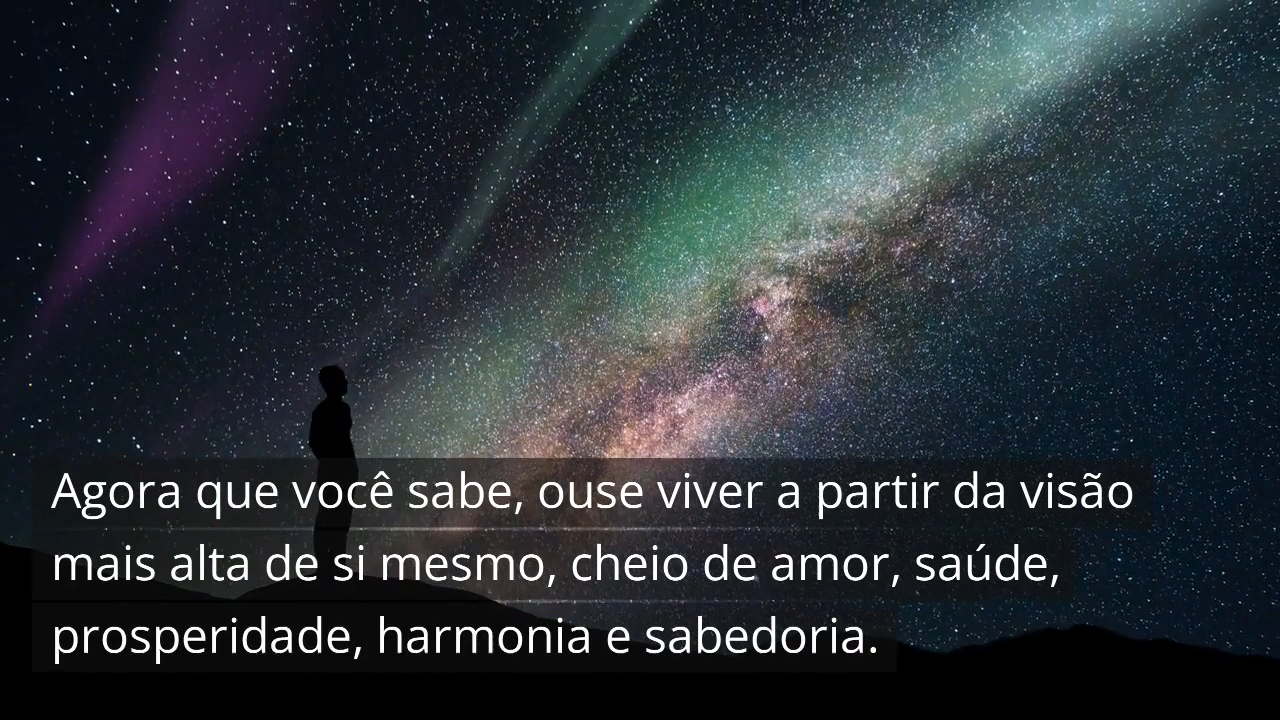 Agora que você sabe, ouse viver a partir da visão
mais alta de si mesmo, cheio de amor, saúde,
prosperidade, harmonia e sabedoria.